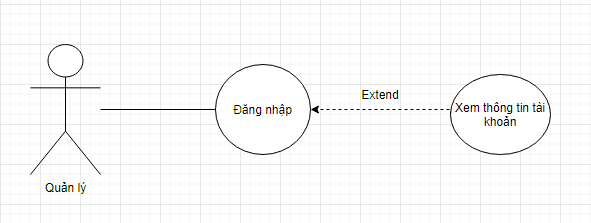 Extend
Đăng nhập
Xem thông tin tài
khoản
Quản lý